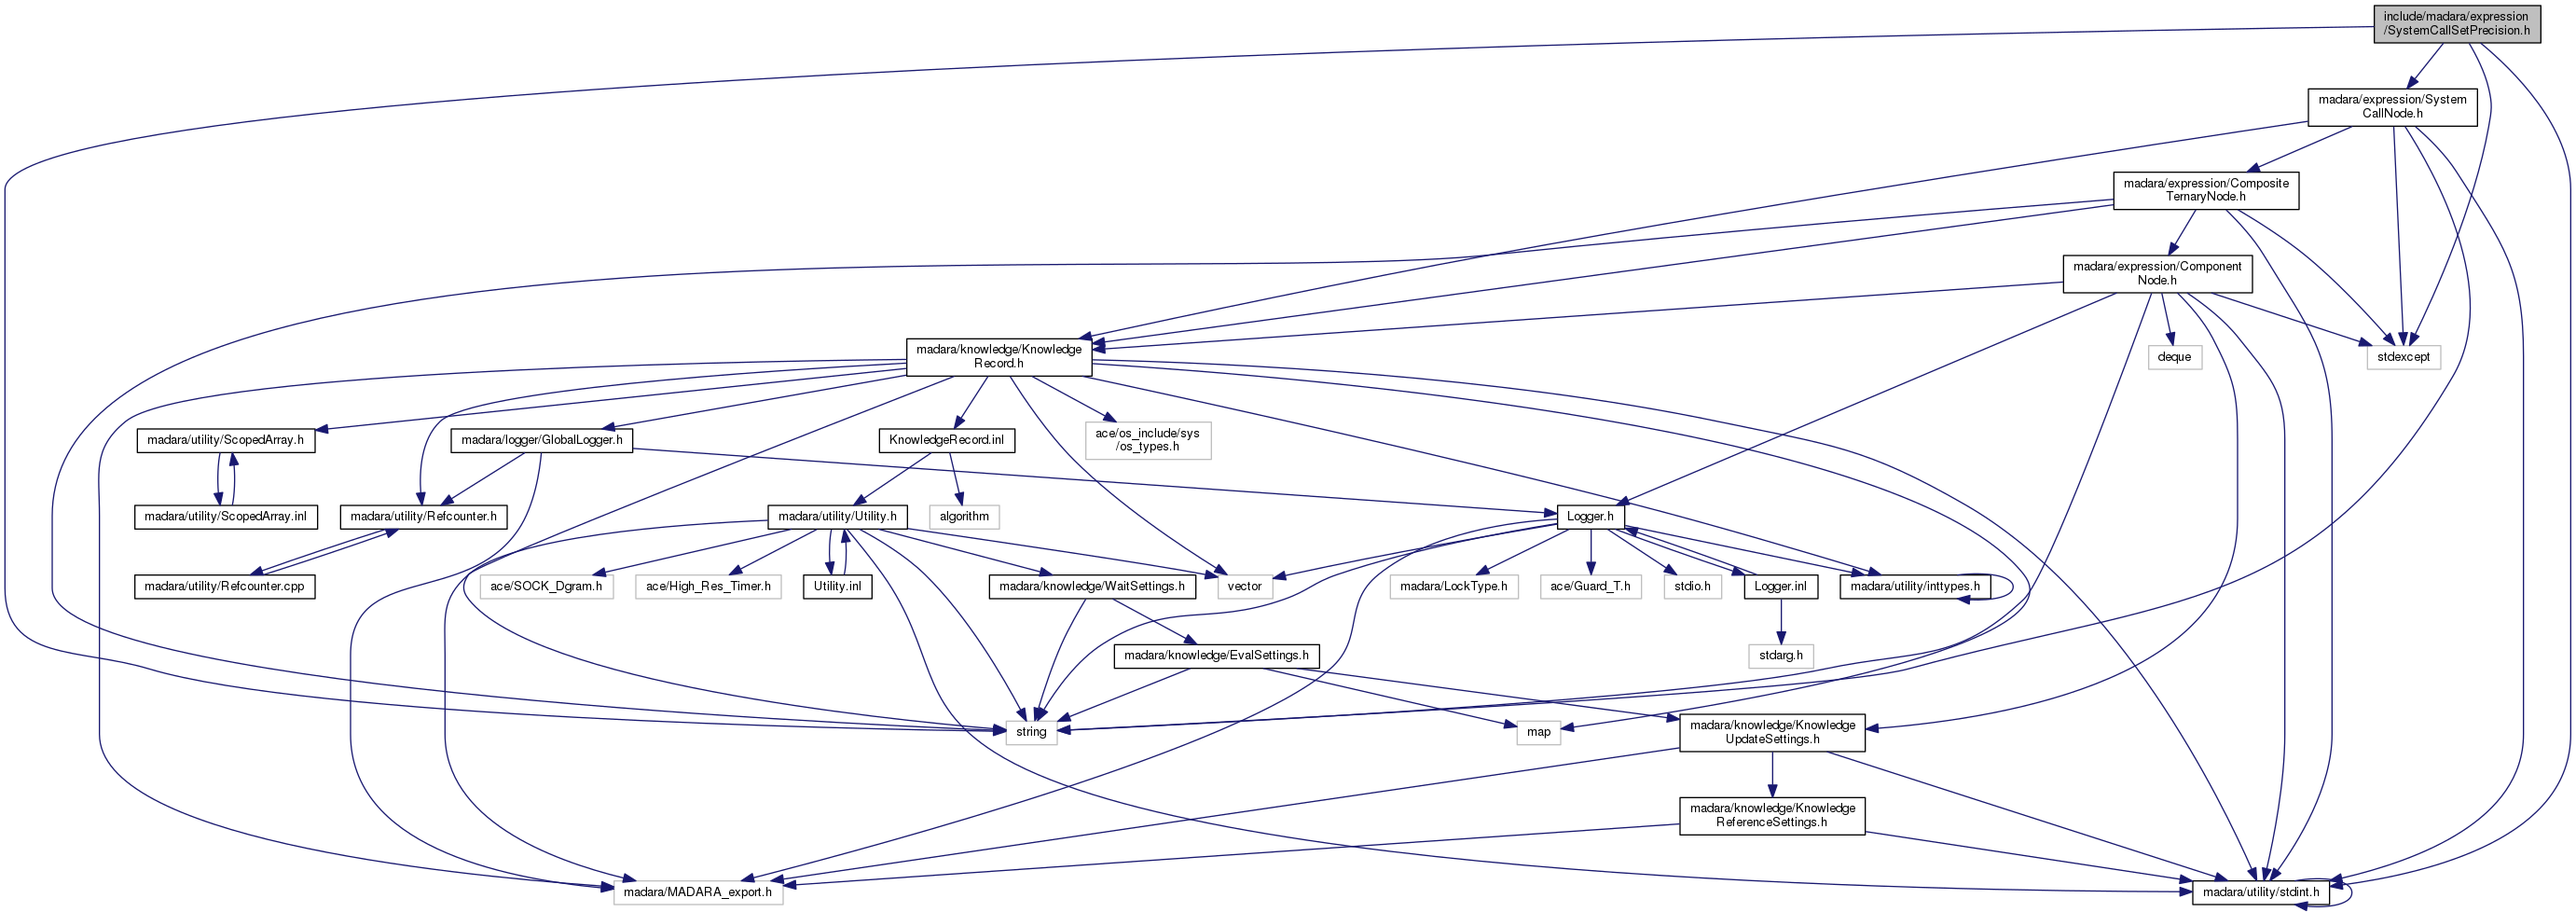 include/madara/expression
/SystemCallSetPrecision.h
madara/expression/System
CallNode.h
madara/expression/Composite
TernaryNode.h
madara/expression/Component
Node.h
madara/knowledge/Knowledge
Record.h
deque
stdexcept
madara/utility/ScopedArray.h
madara/logger/GlobalLogger.h
KnowledgeRecord.inl
ace/os_include/sys
/os_types.h
madara/utility/ScopedArray.inl
madara/utility/Refcounter.h
madara/utility/Utility.h
algorithm
Logger.h
madara/utility/Refcounter.cpp
ace/SOCK_Dgram.h
ace/High_Res_Timer.h
Utility.inl
madara/knowledge/WaitSettings.h
vector
madara/LockType.h
ace/Guard_T.h
stdio.h
Logger.inl
madara/utility/inttypes.h
madara/knowledge/EvalSettings.h
stdarg.h
string
map
madara/knowledge/Knowledge
UpdateSettings.h
madara/knowledge/Knowledge
ReferenceSettings.h
madara/MADARA_export.h
madara/utility/stdint.h